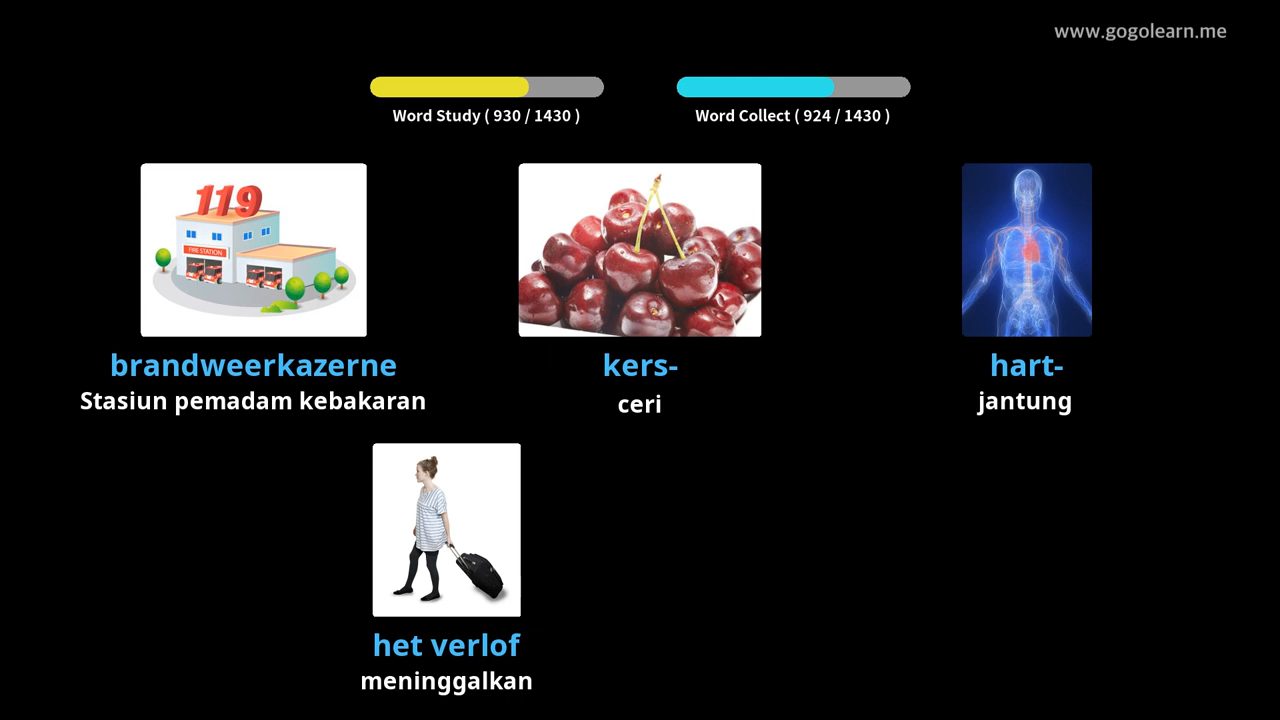 www.gogolearn.me
Word Study ( 930 / 1430 )
Word Collect ( 924 / 1430 )
119
FIRE STATION
brandweerkazerne
Stasiun pemadam kebakaran
kers-
ceri
hart-
jantung
het verlof
meninggalkan